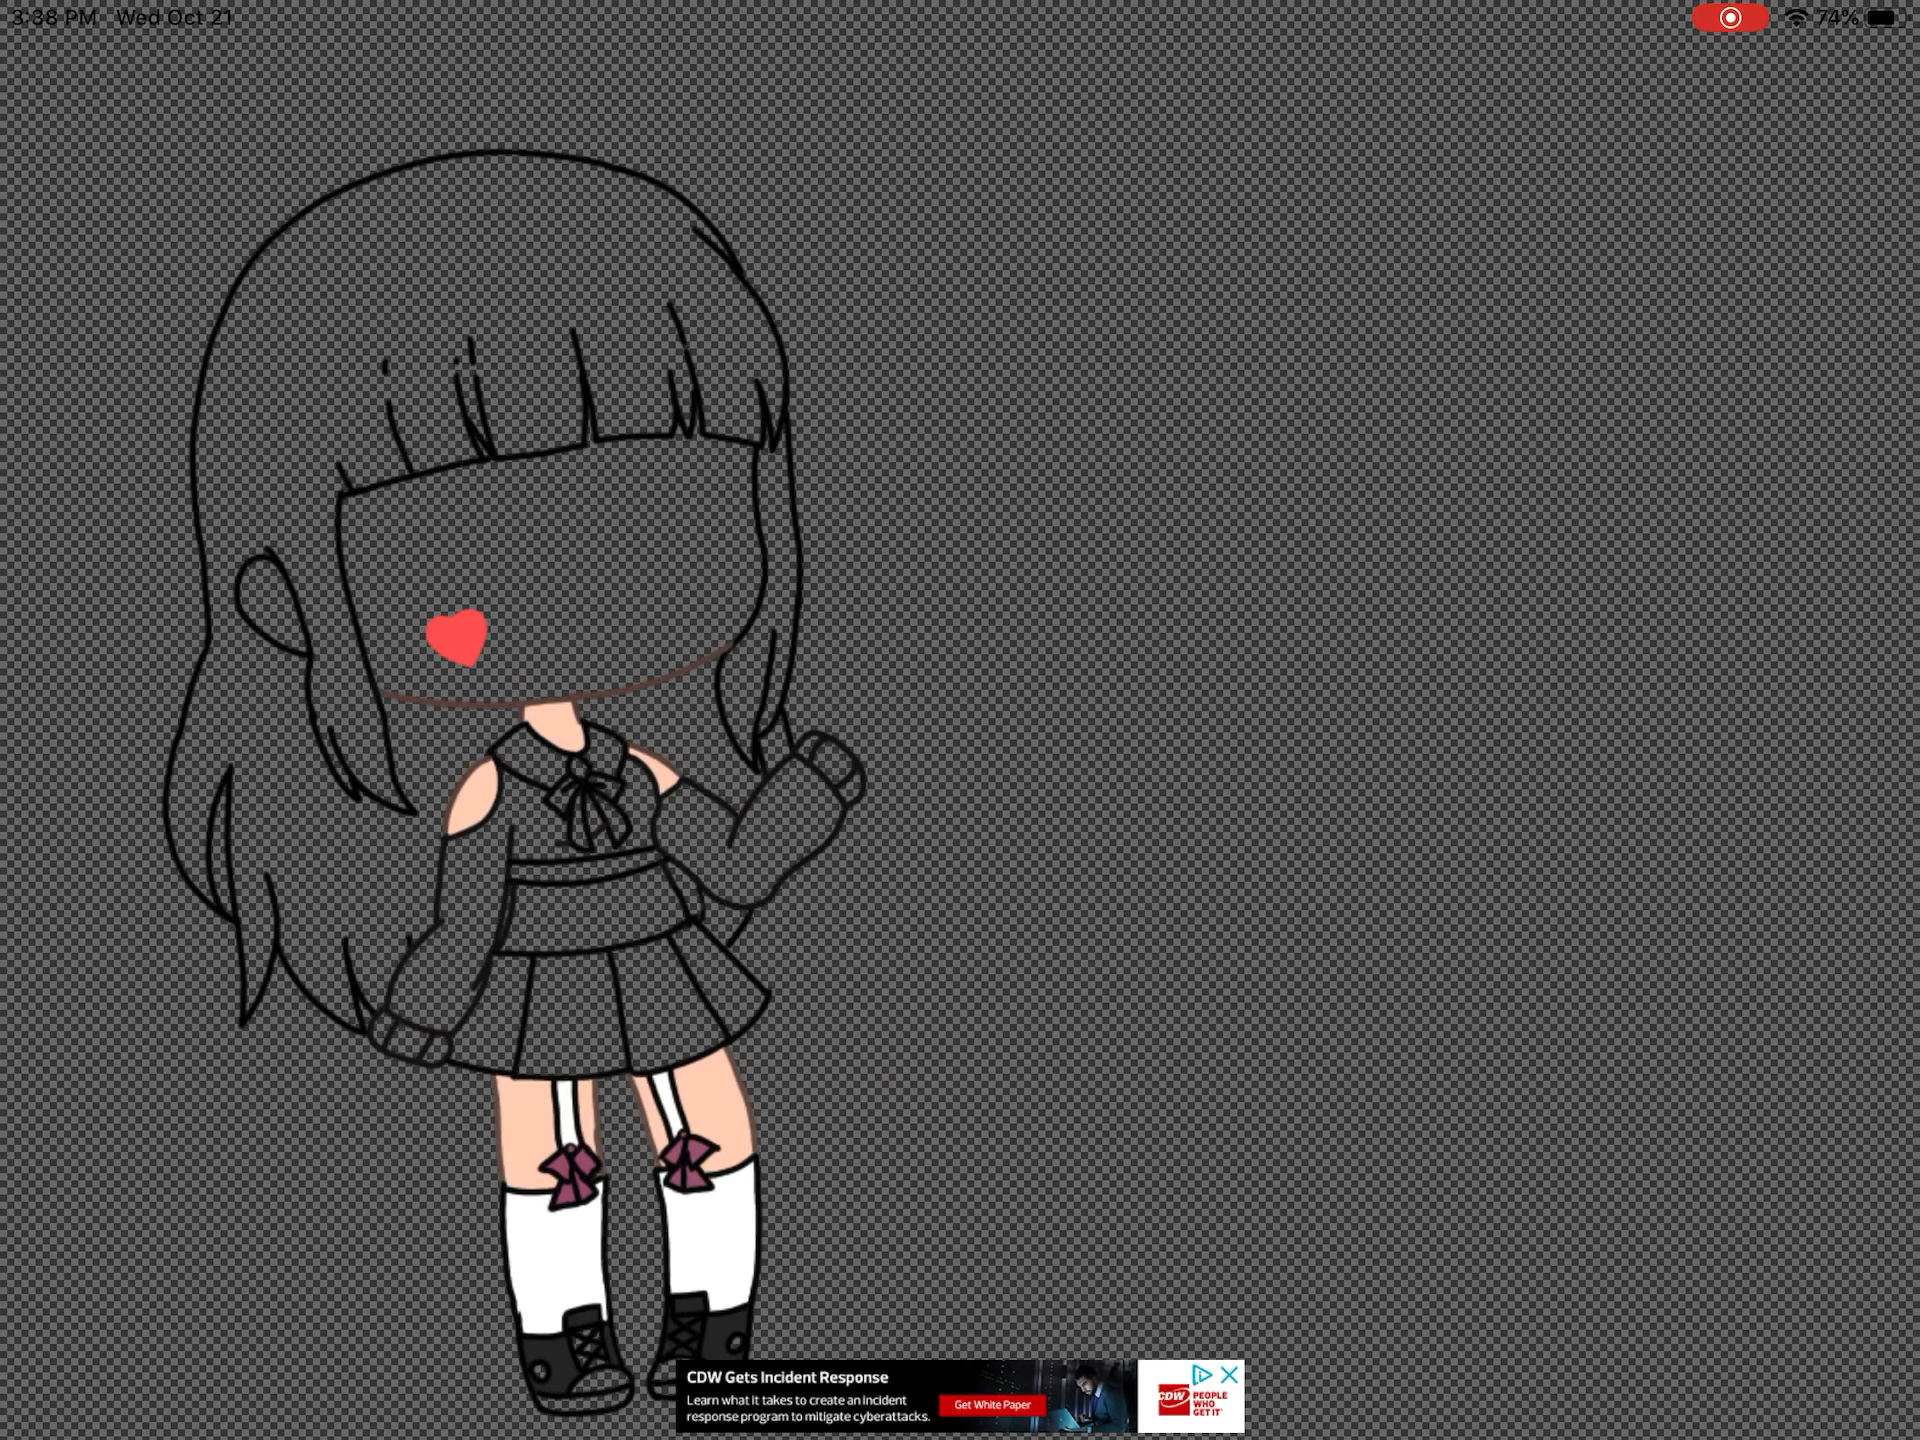 3:38 PM Wed Oct 21
74%
CDW Gets Incident Response
Learn what it takes to create an incident
response program to mitigate cyberattacks.
Get White Paper
CDW
PEOPLE
WHO
GET IT